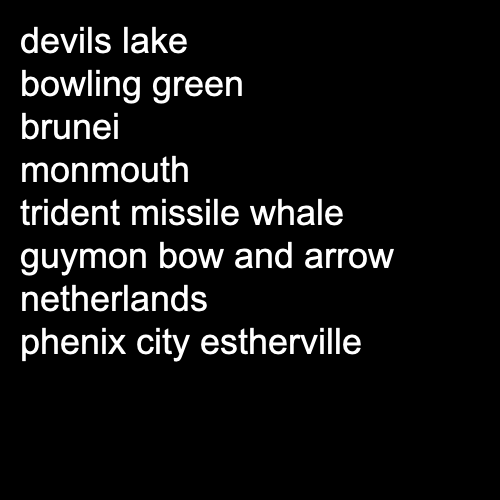 devils lake
bowling green
brunei
monmouth
trident missile whale
guymon bow and arrow
netherlands
phenix city estherville